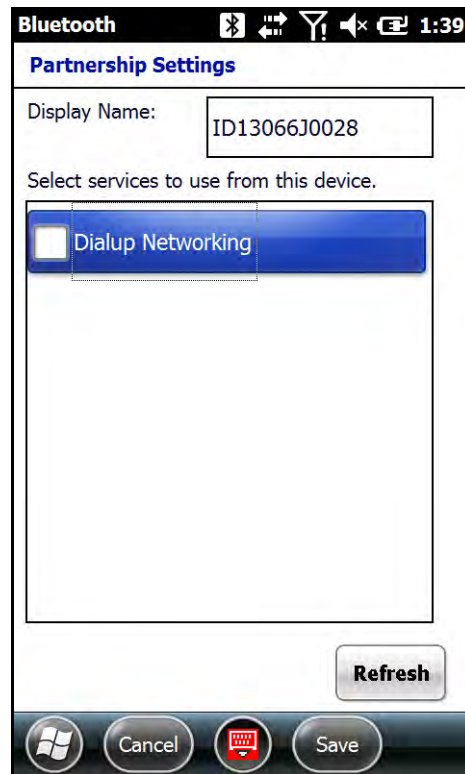 Bluetooth 1:39
Partnership Settings
Display Name:
ID13066J0028
Select services to use from this device.
Dialup Networking
Refresh
Cancel Save